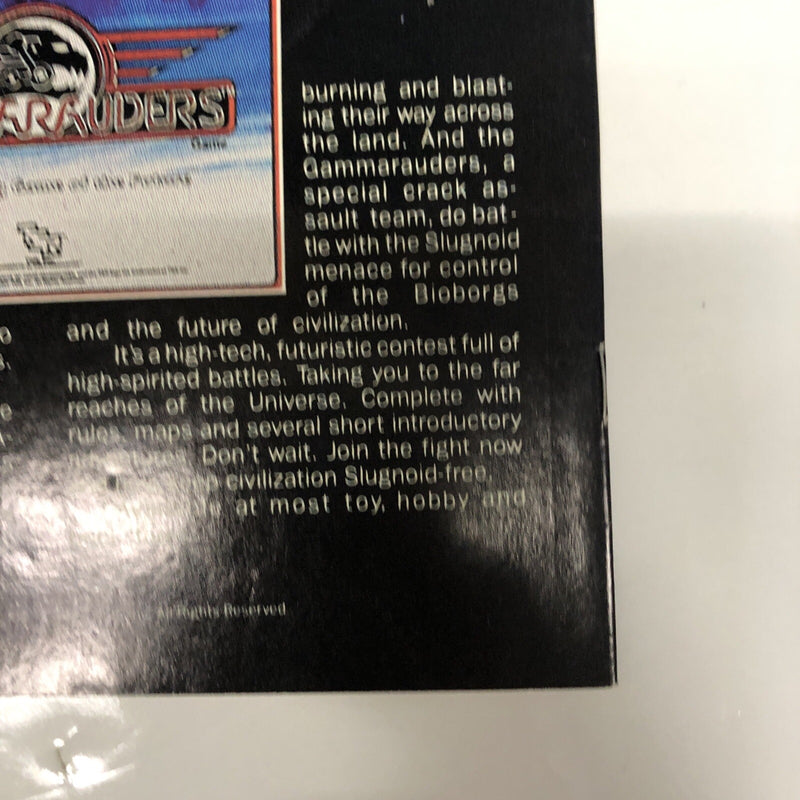 ARAUDERS™
Game
burning and blast-
ing their way across
the land. And the
Gammarauders, a
special crack as-
sault team, do bat-
tle with the Slugnoid
menace for control
of the Bioborgs
and the future of civilization.
It's a high-tech, futuristic contest full of
high-spirited battles. Taking you to the far
reaches of the Universe. Complete with
rules, maps and several short introductory
Don't wait. Join the fight now
civilization Slugnoid-free.
at most toy, hobby and
All Rights Reserved